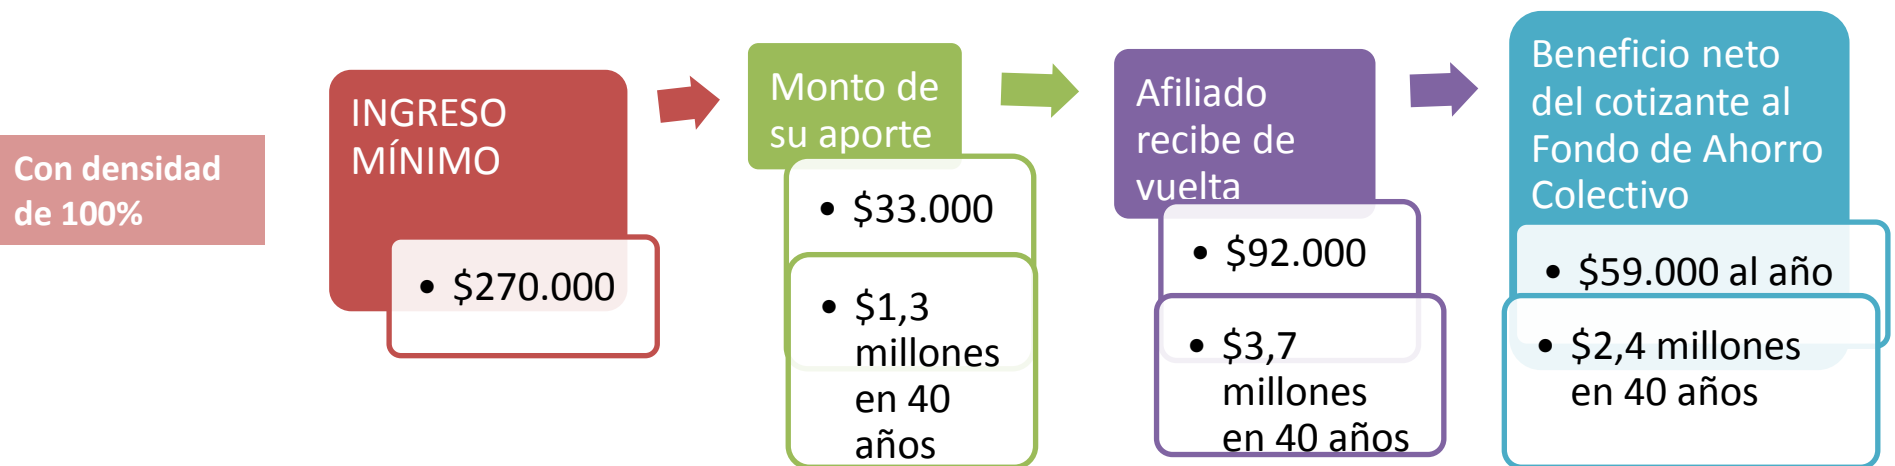 Con densidad
de 100%
INGRESO
MÍNIMO
• $270.000
Monto de
su aporte
• $33.000
• $1,3
millones
en 40
años
Afiliado
recibe de
vuelta
• $92.000
• $3,7
millones
en 40 años
Beneficio neto
del cotizante al
Fondo de Ahorro
Colectivo
• $59.000 al año
• $2,4 millones
en 40 años